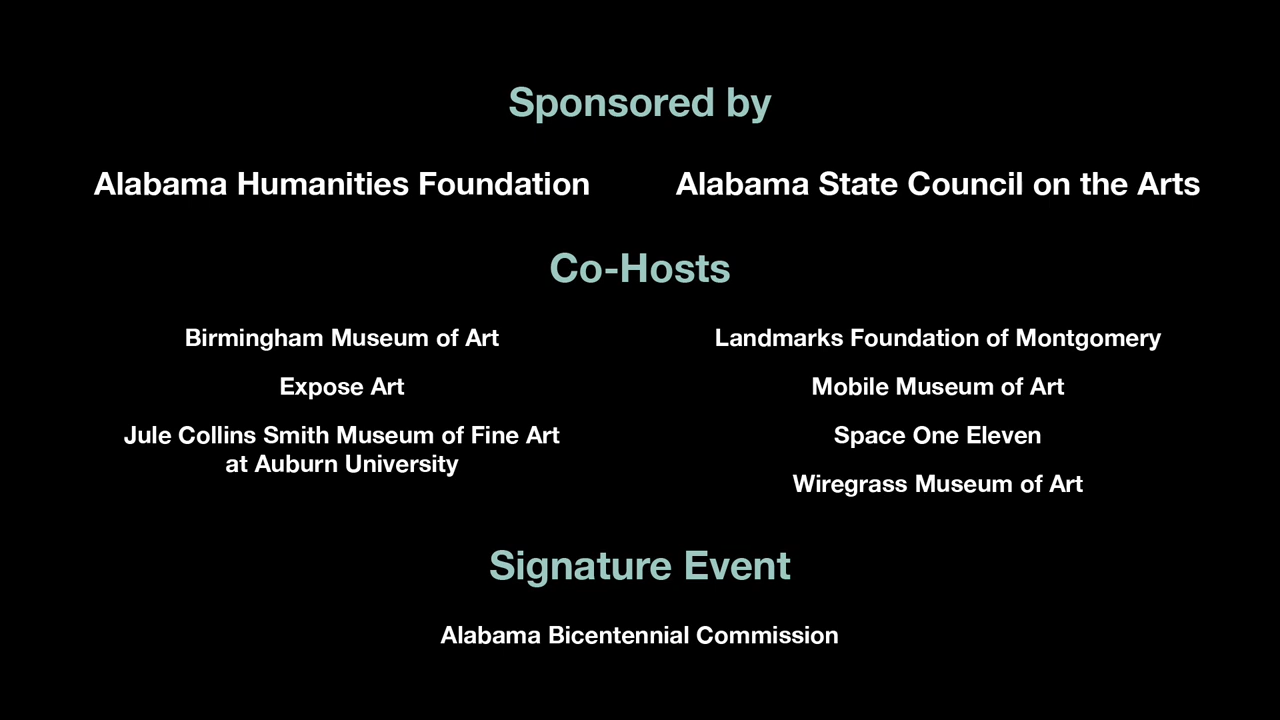 Sponsored by
Alabama Humanities Foundation
Alabama State Council on the Arts
Co-Hosts
Birmingham Museum of Art
Expose Art
Jule Collins Smith Museum of Fine Art
at Auburn University
Landmarks Foundation of Montgomery
Mobile Museum of Art
Space One Eleven
Wiregrass Museum of Art
Signature Event
Alabama Bicentennial Commission